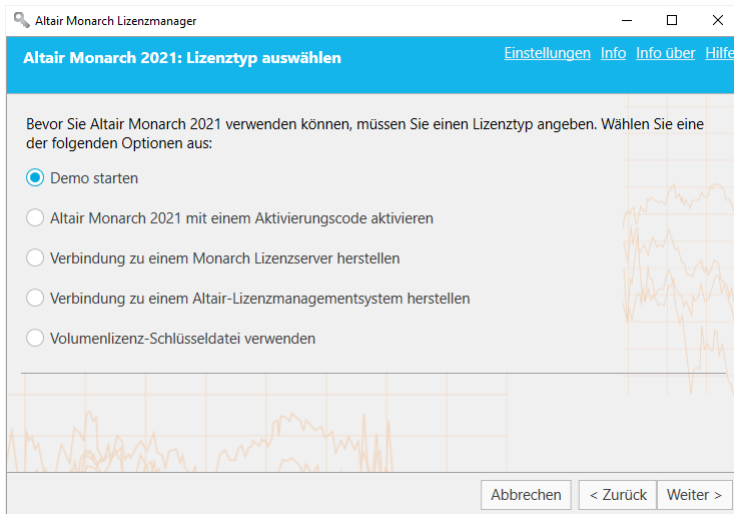 Altair Monarch Lizenzmanager
Altair Monarch 2021: Lizenztyp auswählen
Einstellungen Info Info über Hilfe
Bevor Sie Altair Monarch 2021 verwenden können, müssen Sie einen Lizenztyp angeben. Wählen Sie eine
der folgenden Optionen aus:
Demo starten
Altair Monarch 2021 mit einem Aktivierungscode aktivieren
Verbindung zu einem Monarch Lizenzserver herstellen
Verbindung zu einem Altair-Lizenzmanagementsystem herstellen
Volumenlizenz-Schlüsseldatei verwenden
Abbrechen < Zurück Weiter >